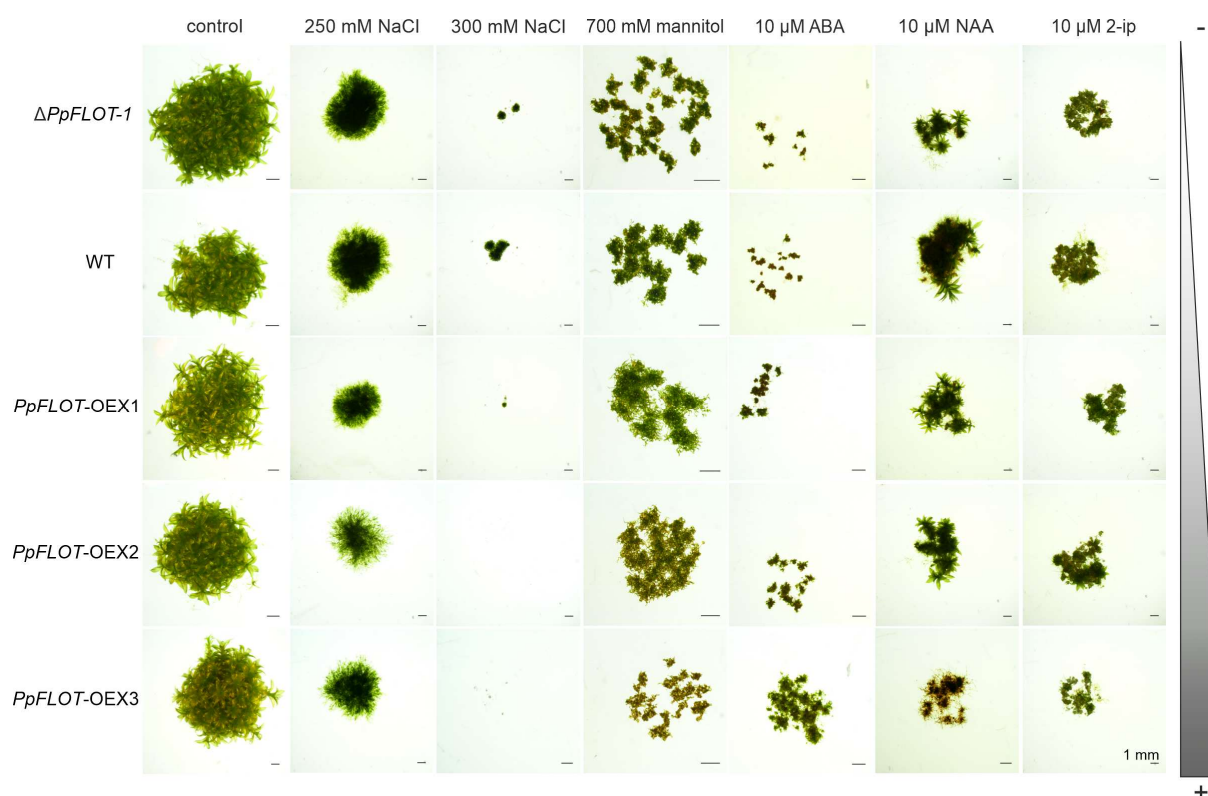 control 250 mM NaCl 300 mM NaCl 700 mM mannitol 10 µM ABA 10 µM NAA 10 µM 2-ip
-
ΔPpFLOT-1
WT
PpFLOT-OEX1
PpFLOT-OEX2
PpFLOT-OEX3
1 mm
+